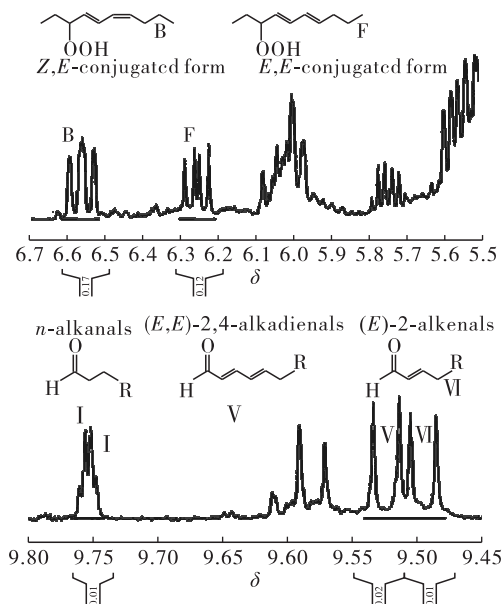 B F
OOH OOH
Z,E-conjugatcd form E,E-conjugatcd form
B F
6.7 6.6 6.5 6.4 6.3 6.2 6.1 6.0 5.9 5.8 5.7 5.6 5.5
0.17 0.12
δ
n-alkanals (E,E)-2,4-alkadienals (E)-2-alkenals
O O O
H R H R H R
VI
I V V VI
I
9.80 9.75 9.70 9.65 9.60 9.55 9.50 9.45
δ
0.01 0.02 0.01